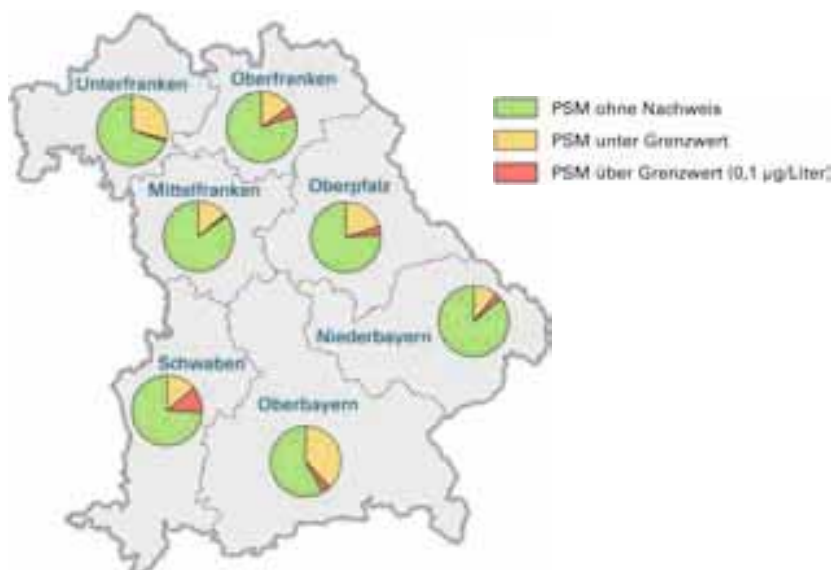 Unterfranken
Oberfranken
PSM ohne Nachweis
PSM unter Grenzwert
PSM über Grenzwert (0,1 µg/Liter)
Mittelfranken
Oberpfalz
Niederbayern
Schwaben
Oberbayern